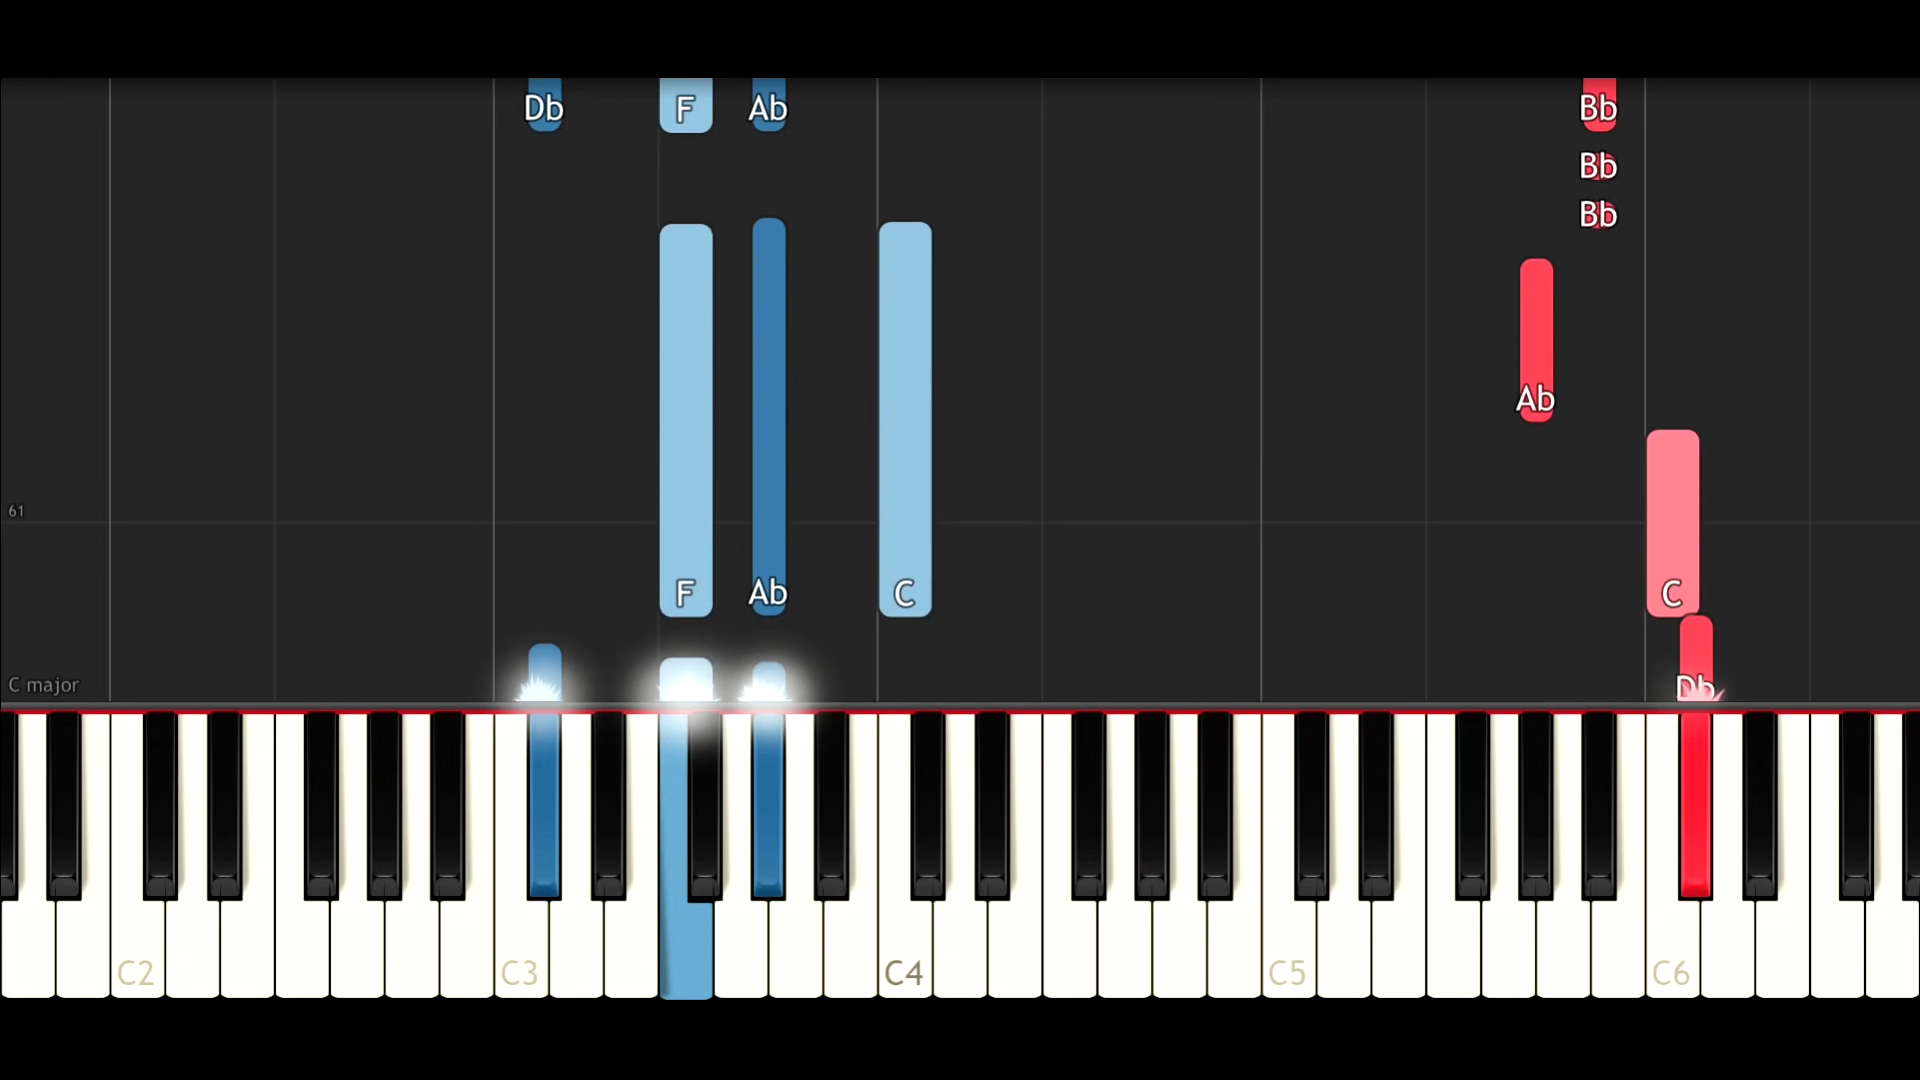 Db F Ab Bb
Bb
Bb
Ab
61
F Ab C C
C major
Db
C2 C3 C4 C5 C6